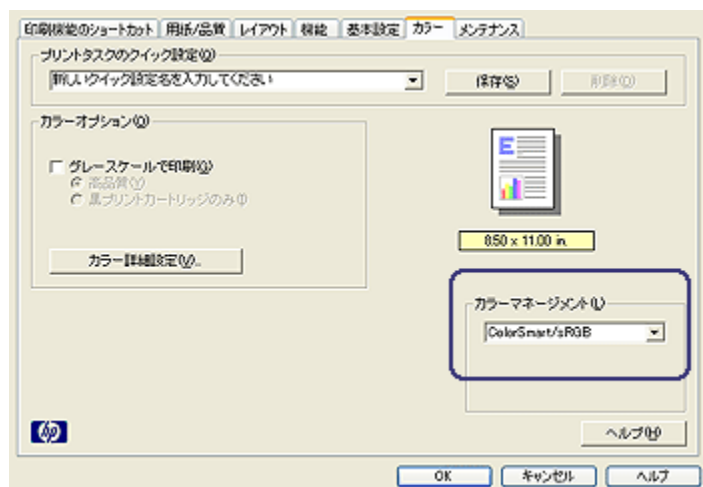 印刷機能のショートカット 用紙/品質 レイアウト 機能 基本設定 カラー メンテナンス
プリントタスクのクイック設定(Q)
新しいクイック設定名を入力してください 保存(S) 削除(D)
カラーオプション(O)
グレースケールで印刷(G)
高品質(Y)
黒プリントカートリッジのみ(I)
カラー詳細設定(V)...
E
8.50 x 11.00 in.
カラーマネージメント(L)
ColorSmart/sRGB
hp
ヘルプ(H)
OK キャンセル ヘルプ